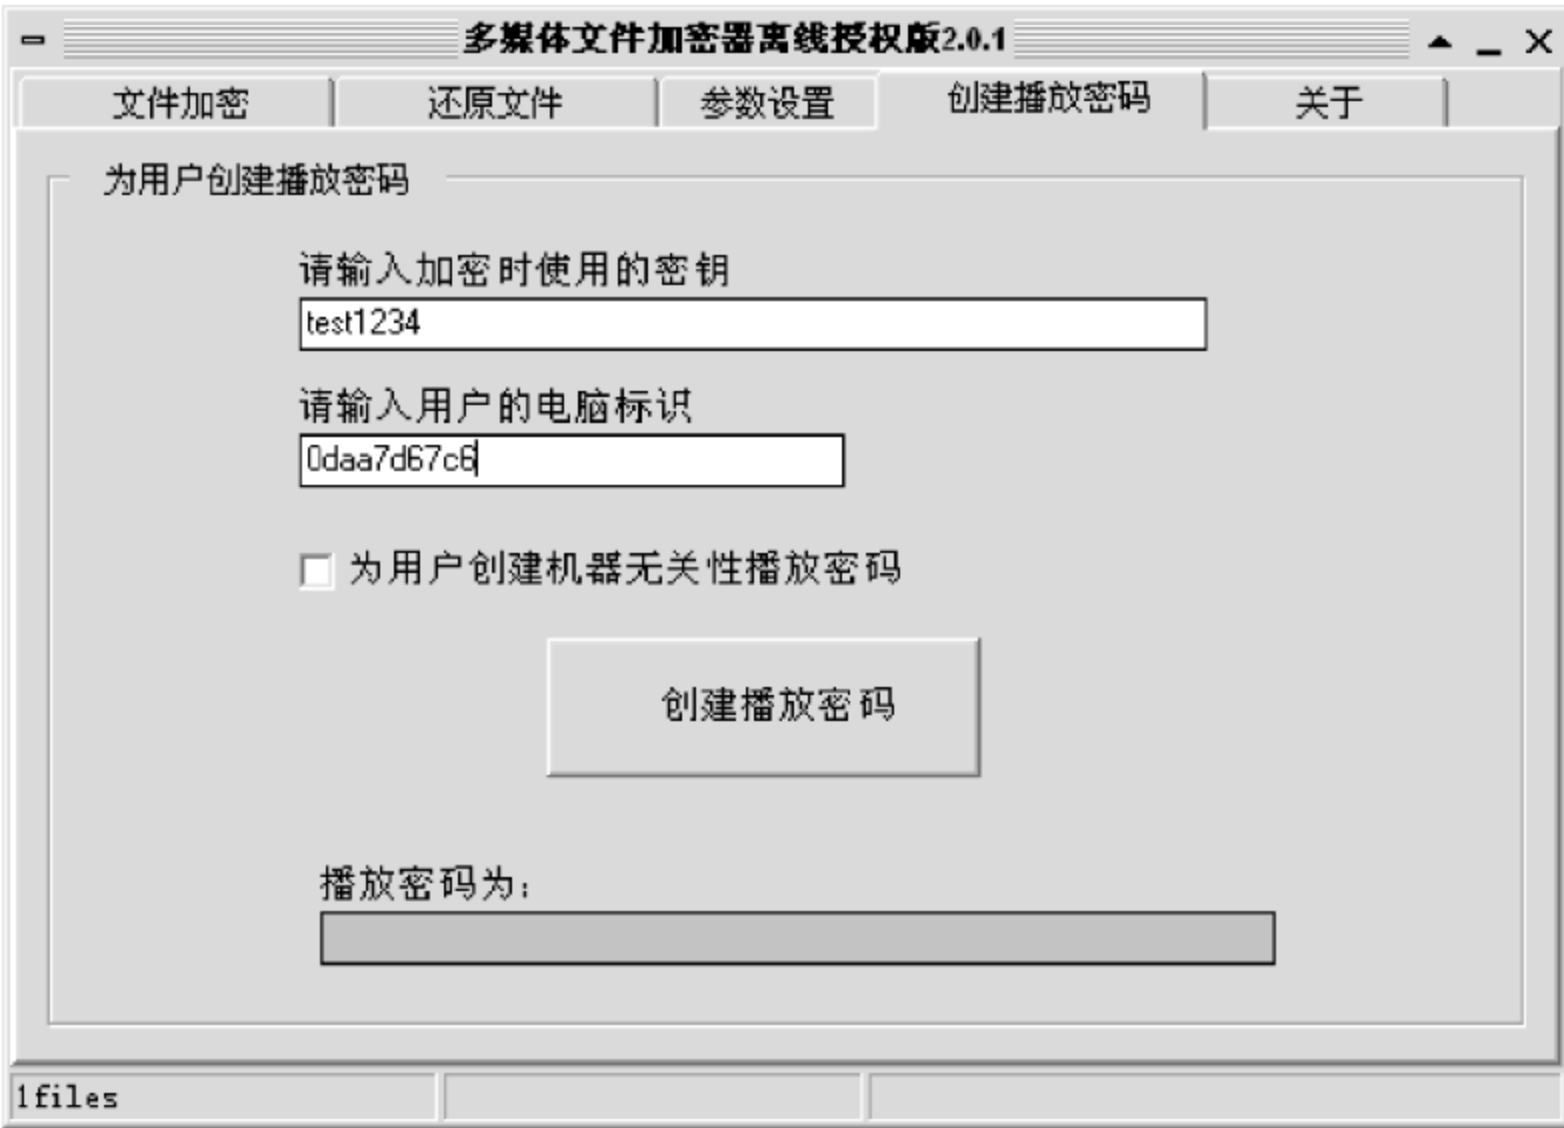 多媒体文件加密器离线授权版2.0.1
文件加密 还原文件 参数设置 创建播放密码 关于
为用户创建播放密码
请输入加密时使用的密钥
test1234
请输入用户的电脑标识
0daa7d67c6
为用户创建机器无关性播放密码
创建播放密码
播放密码为:
1files